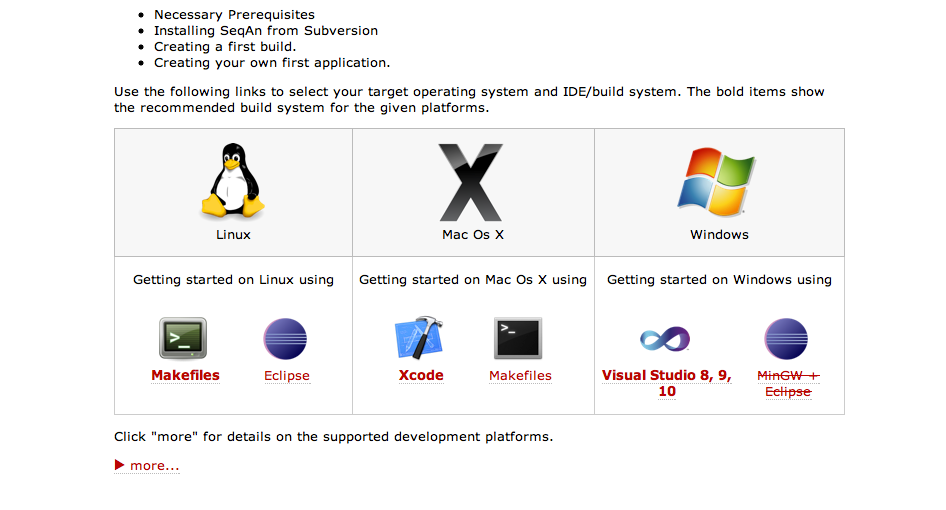 Necessary Prerequisites
Installing SeqAn from Subversion
Creating a first build.
Creating your own first application.
Use the following links to select your target operating system and IDE/build system. The bold items show
the recommended build system for the given platforms.
Linux
Mac Os X
Windows
Getting started on Linux using
Getting started on Mac Os X using
Getting started on Windows using
>_
>_
Makefiles
Eclipse
Xcode
Makefiles
Visual Studio 8, 9,
10
MinGW +
Eclipse
Click "more" for details on the supported development platforms.
more...